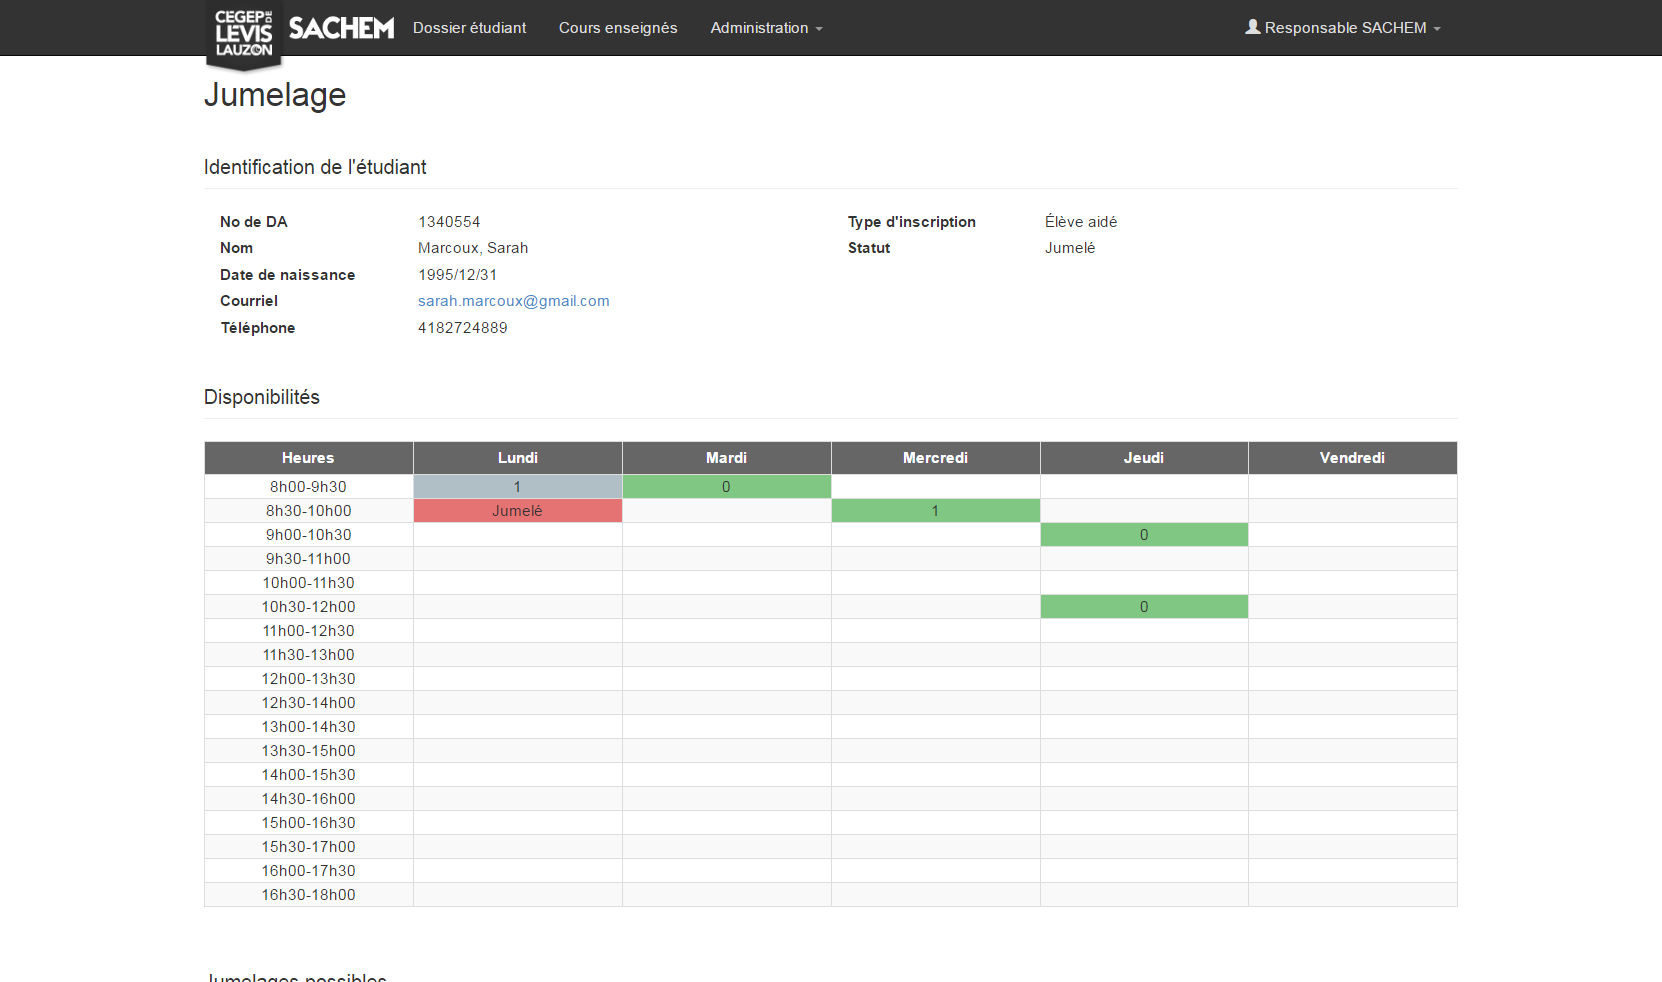 CEGEP DE LÉVIS LAUZON SACHEM Dossier étudiant Cours enseignés Administration Responsable SACHEM
Jumelage
Identification de l'étudiant
No de DA 1340554 Type d'inscription Élève aidé
Nom Marcoux, Sarah Statut Jumelé
Date de naissance 1995/12/31
Courriel sarah.marcoux@gmail.com
Téléphone 4182724889
Disponibilités
Heures Lundi Mardi Mercredi Jeudi Vendredi
8h00-9h30 1 0
8h30-10h00 Jumelé 1
9h00-10h30 0
9h30-11h00
10h00-11h30
10h30-12h00 0
11h00-12h30
11h30-13h00
12h00-13h30
12h30-14h00
13h00-14h30
13h30-15h00
14h00-15h30
14h30-16h00
15h00-16h30
15h30-17h00
16h00-17h30
16h30-18h00
Jumelages possibles